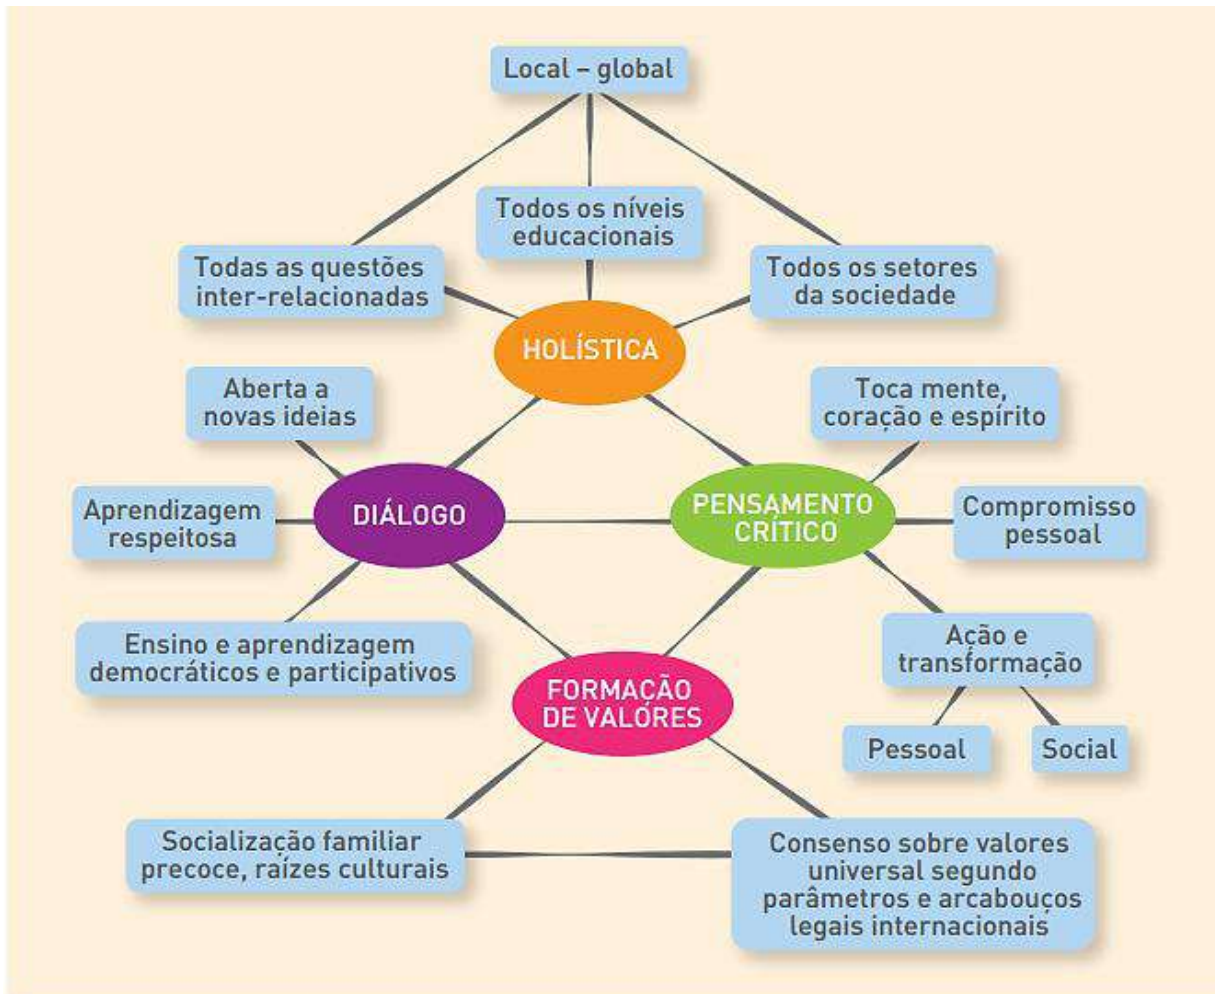 Local – global
Todos os níveis
educacionais
Todas as questões
inter-relacionadas
Todos os setores
da sociedade
HOLÍSTICA
Aberta a
novas ideias
Toca mente,
coração e espírito
Aprendizagem
respeitosa
DIÁLOGO
PENSAMENTO
CRÍTICO
Compromisso
pessoal
Ensino e aprendizagem
democráticos e participativos
Ação e
transformação
FORMAÇÃO
DE VALORES
Pessoal
Social
Socialização familiar
precoce, raízes culturais
Consenso sobre valores
universal segundo
parâmetros e arcabouços
legais internacionais